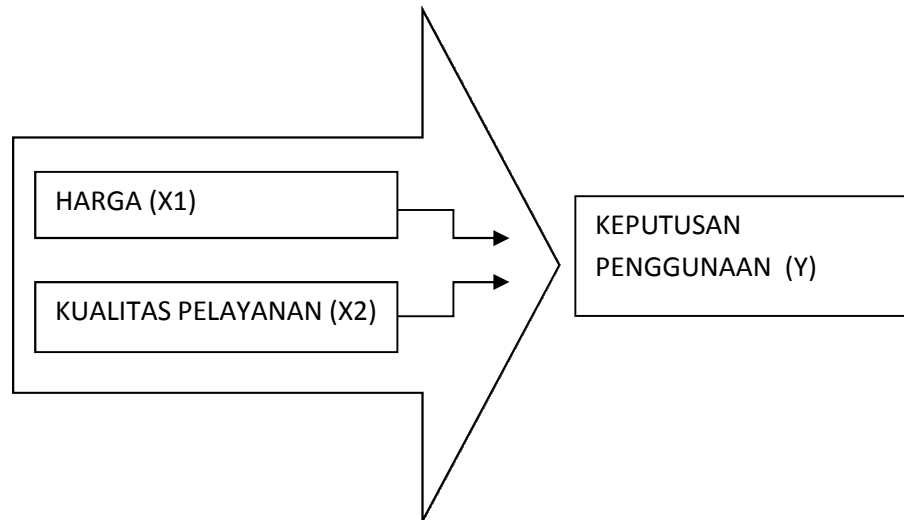 HARGA (X1)
KUALITAS PELAYANAN (X2)
KEPUTUSAN
PENGGUNAAN (Y)